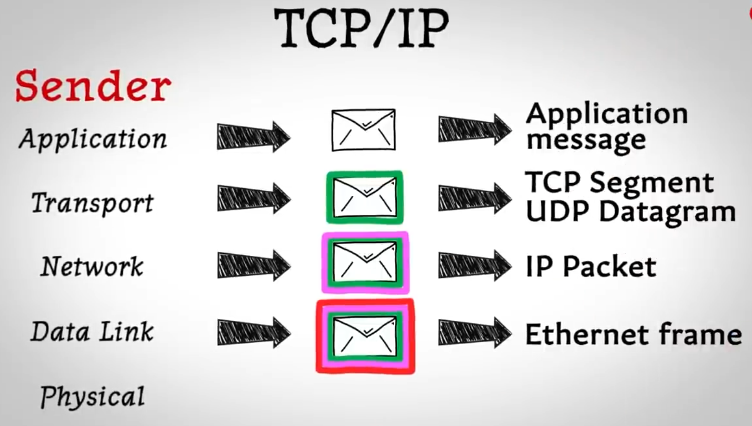 TCP/IP
Sender
Application
Application
message
Transport
TCP Segment
UDP Datagram
Network
IP Packet
Data Link
Ethernet frame
Physical